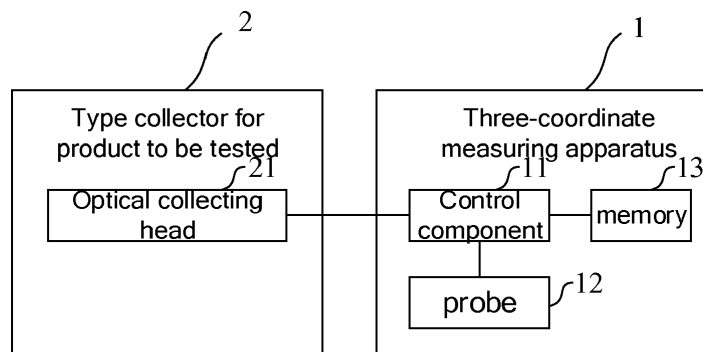 2
1
Type collector for
product to be tested
Three-coordinate
measuring apparatus
21
11
13
Optical collecting
head
Control
component
memory
probe
12